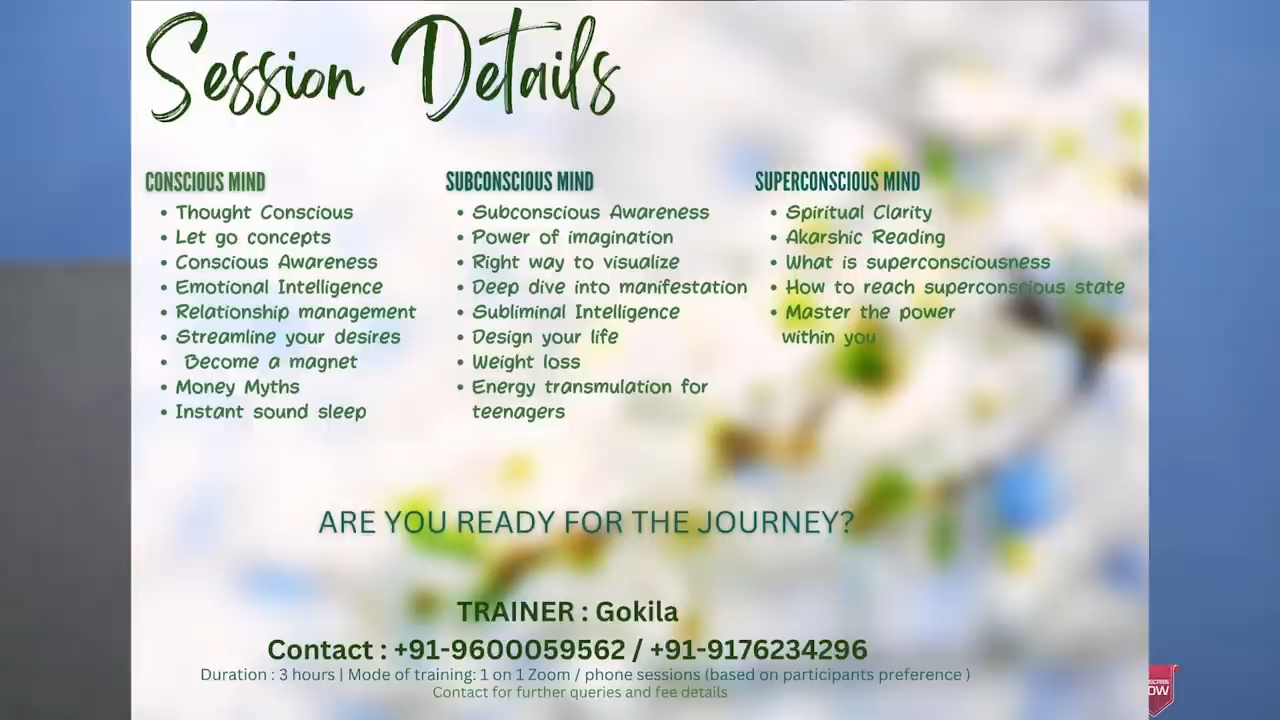 Session Details
CONSCIOUS MIND
• Thought Conscious
• Let go concepts
• Conscious Awareness
• Emotional Intelligence
• Relationship management
• Streamline your desires
• Become a magnet
• Money Myths
• Instant sound sleep
SUBCONSCIOUS MIND
• Subconscious Awareness
• Power of imagination
• Right way to visualize
• Deep dive into manifestation
• Subliminal Intelligence
• Design your life
• Weight loss
• Energy transmulation for
teenagers
SUPERCONSCIOUS MIND
• Spiritual Clarity
• Akarshic Reading
• What is superconsciousness
• How to reach superconscious state
• Master the power
within you
ARE YOU READY FOR THE JOURNEY?
TRAINER : Gokila
Contact : +91-9600059562 / +91-9176234296
Duration : 3 hours | Mode of training: 1 on 1 Zoom / phone sessions (based on participants preference )
Contact for further queries and fee details